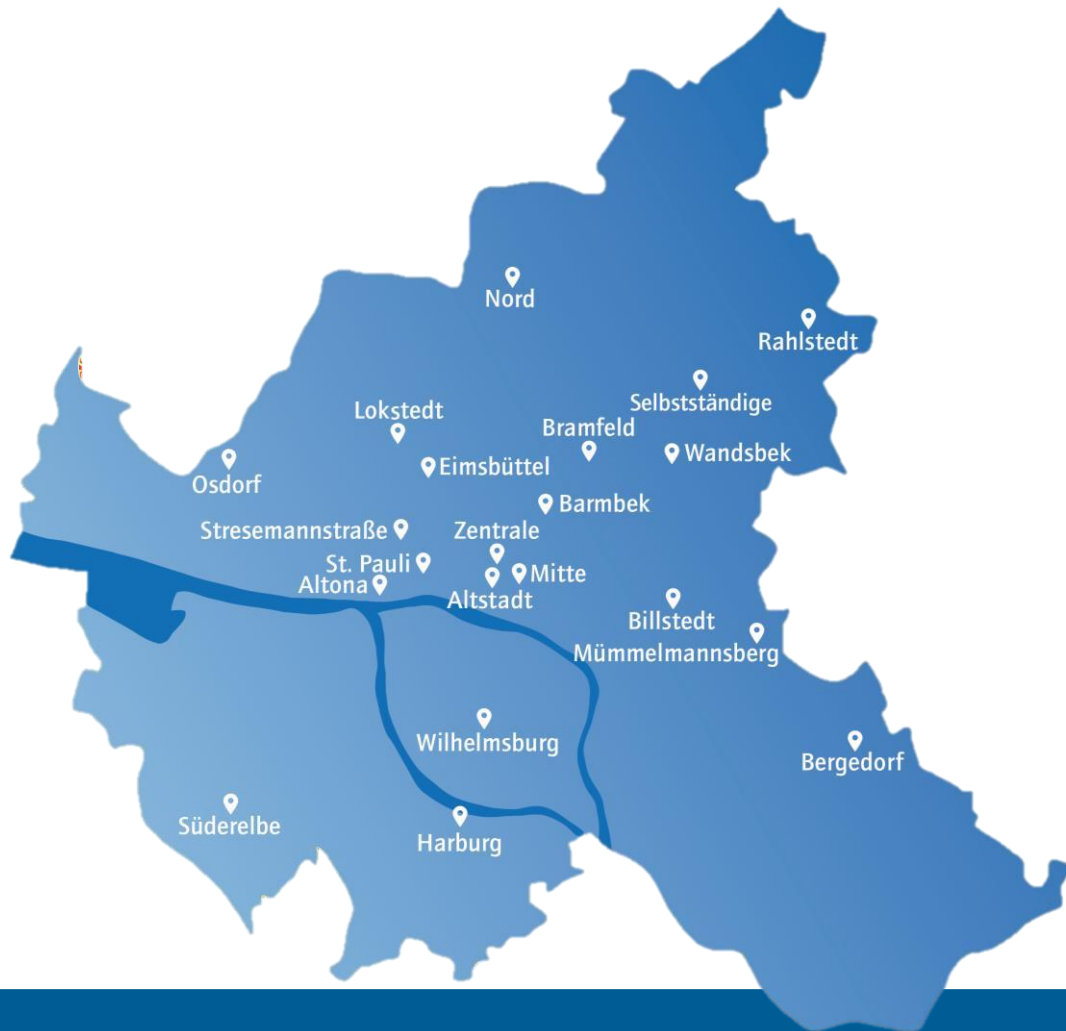 Nord
Rahlstedt
Selbstständige
Lokstedt
Bramfeld
Wandsbek
Eimsbüttel
Osdorf
Barmbek
Stresemannstraße
Zentrale
St. Pauli
Mitte
Altona
Altstadt
Billstedt
Mümmelmannsberg
Wilhelmsburg
Bergedorf
Süderelbe
Harburg